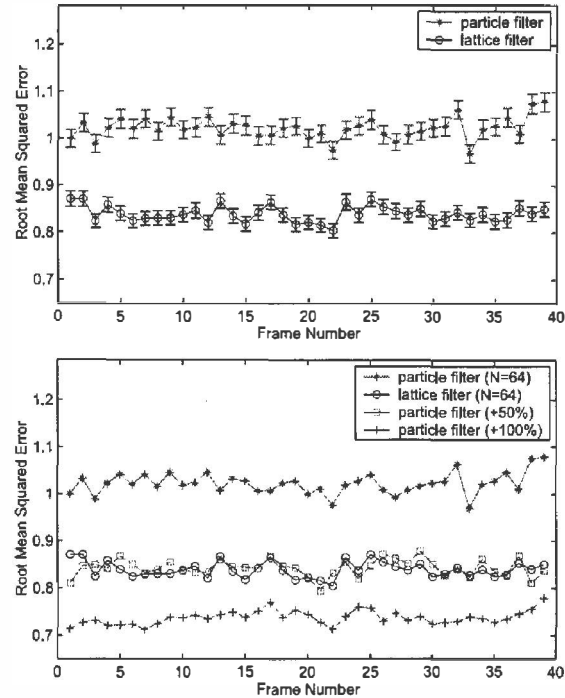 particle filter
lattice filter
Root Mean Squared Error
1.2
1.1
1
0.9
0.8
0.7
0 5 10 15 20 25 30 35 40
Frame Number
particle filter (N=64)
lattice filter (N=64)
particle filter (+50%)
particle filter (+100%)
Root Mean Squared Error
1.2
1.1
1
0.9
0.8
0.7
0 5 10 15 20 25 30 35 40
Frame Number